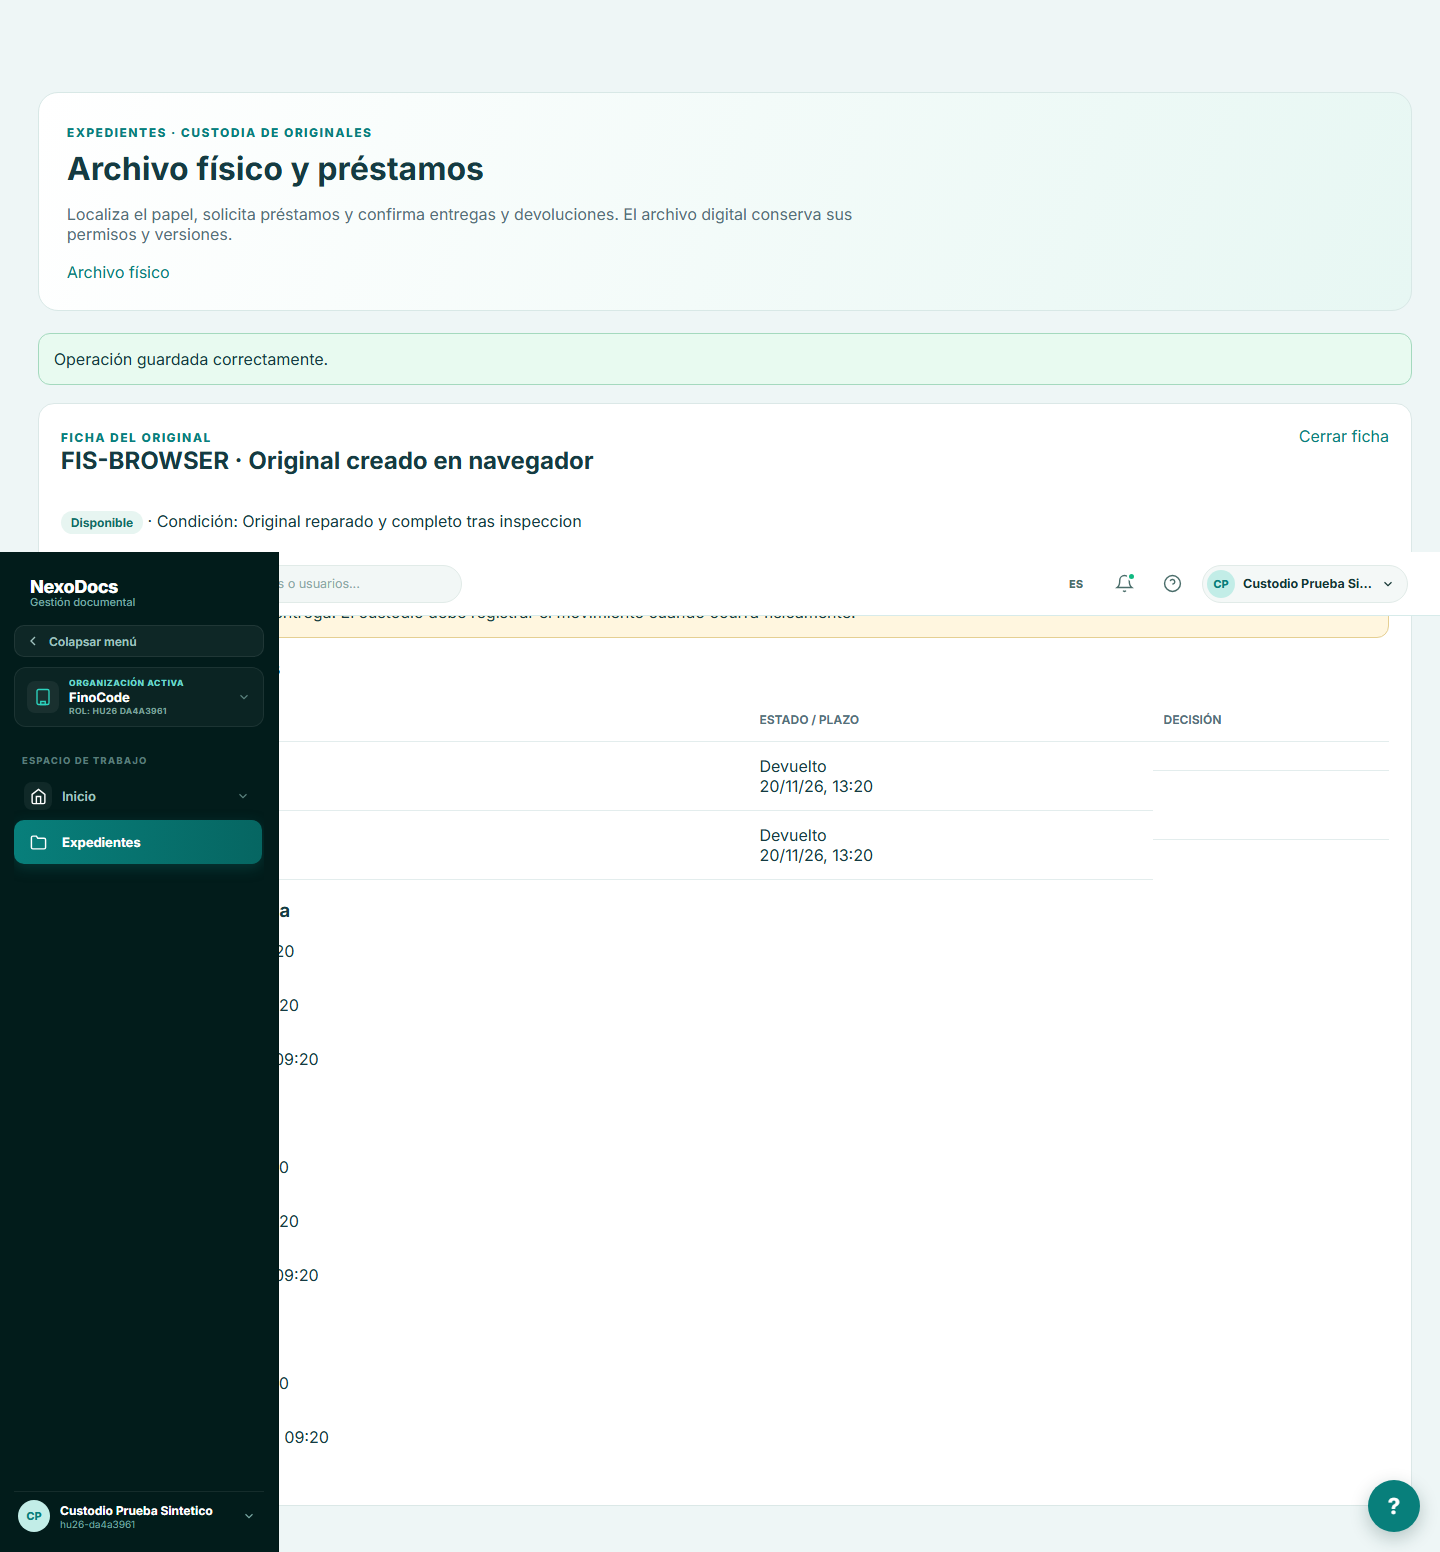 EXPEDIENTES · CUSTODIA DE ORIGINALES
Archivo físico y préstamos
Localiza el papel, solicita préstamos y confirma entregas y devoluciones. El archivo digital conserva sus
permisos y versiones.
Archivo físico
Operación guardada correctamente.
FICHA DEL ORIGINAL
Cerrar ficha
FIS-BROWSER · Original creado en navegador
Disponible · Condición: Original reparado y completo tras inspeccion
NexoDocs
Gestión documental
s o usuarios...
ES
CP Custodio Prueba Si...
Colapsar menú
ORGANIZACIÓN ACTIVA
FinoCode
ROL: HU26 DA4A3961
ESPACIO DE TRABAJO
Inicio
Expedientes
ESTADO / PLAZO
DECISIÓN
Devuelto
20/11/26, 13:20
Devuelto
20/11/26, 13:20
a
20
20
09:20
0
20
09:20
0
09:20
CP Custodio Prueba Sintetico
hu26-da4a3961
?